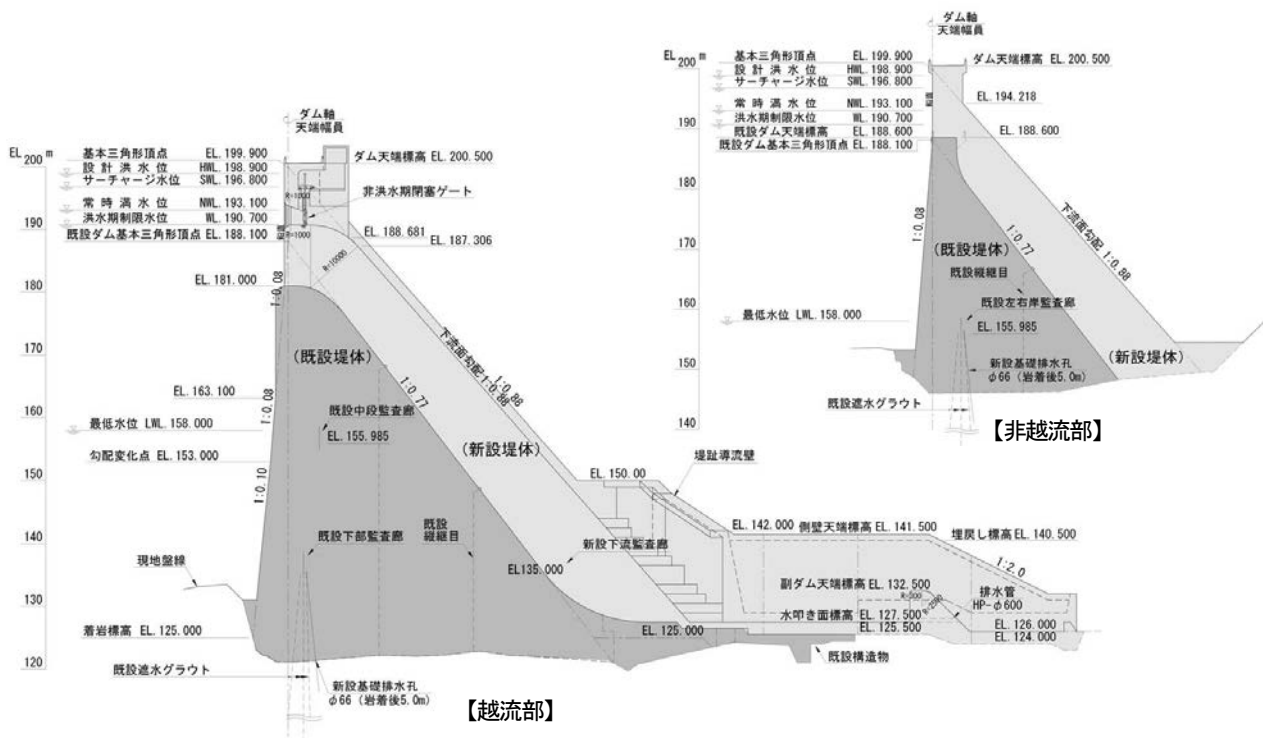 ダム軸
天端幅員
EL m
200
190
180
170
160
150
140
130
120
基本三角形頂点 EL.199.900
設計洪水位 HWL.198.900
サーチャージ水位 SWL.196.800
常時満水位 NWL.193.100
洪水期制限水位 WL.190.700
既設ダム基本三角形頂点 EL.188.100
ダム天端標高 EL.200.500
非洪水期閉塞ゲート
R=1000
R=1000
R=10000
EL.188.681
EL.187.306
EL.181.000
1:0.08
(既設堤体)
1:0.77
下流面勾配 1:0.88
1:0.88
EL.163.100
1:0.08
最低水位 LWL.158.000
既設中段監査廊
EL.155.985
(新設堤体)
勾配変化点 EL.153.000
1:0.10
EL.150.00
堤趾導流壁
既設下部監査廊
既設
縦継目
新設下流監査廊
EL135.000
EL.142.000
側壁天端標高 EL.141.500
埋戻し標高 EL.140.500
1:2.0
現地盤線
副ダム天端標高 EL.132.500
R=500
R=2500
排水管
HP-φ600
水叩き面標高 EL.127.500
EL.125.500
EL.126.000
EL.124.000
着岩標高 EL.125.000
EL.125.000
既設構造物
既設遮水グラウト
新設基礎排水孔
φ66 (岩着後5.0m)
【越流部】
ダム軸
天端幅員
EL m
200
190
180
170
160
150
140
基本三角形頂点 EL.199.900
設計洪水位 HWL.198.900
サーチャージ水位 SWL.196.800
常時満水位 NWL.193.100
洪水期制限水位 WL.190.700
既設ダム天端標高 EL.188.600
既設ダム基本三角形頂点 EL.188.100
ダム天端標高 EL.200.500
EL.194.218
EL.188.600
1:0.08
1:0.77
下流面勾配 1:0.88
(既設堤体)
既設縦継目
既設左右岸監査廊
最低水位 LWL.158.000
EL.155.985
新設基礎排水孔
φ66 (岩着後5.0m)
(新設堤体)
既設遮水グラウト
【非越流部】